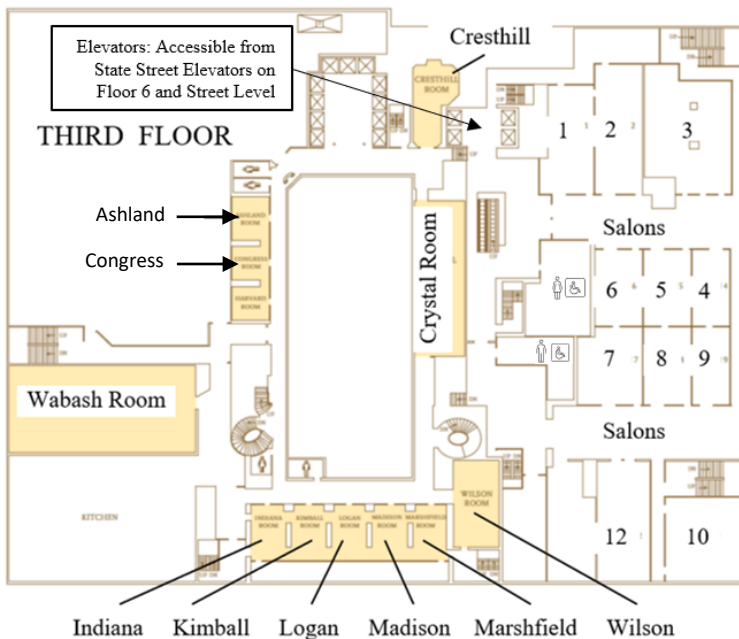 Elevators: Accessible from
State Street Elevators on
Floor 6 and Street Level
Cresthill
CRESTHILL
ROOM
THIRD FLOOR
1
2
3
Ashland
ASHLAND
ROOM
Congress
CONGRESS
ROOM
HARVARD
ROOM
Crystal Room
Salons
6
5
4
7
8
9
Wabash Room
Salons
KITCHEN
WILSON
ROOM
INDIANA
ROOM
KIMBALL
ROOM
LOGAN
ROOM
MADISON
ROOM
MARSHFIELD
ROOM
12
10
Indiana
Kimball
Logan
Madison
Marshfield
Wilson